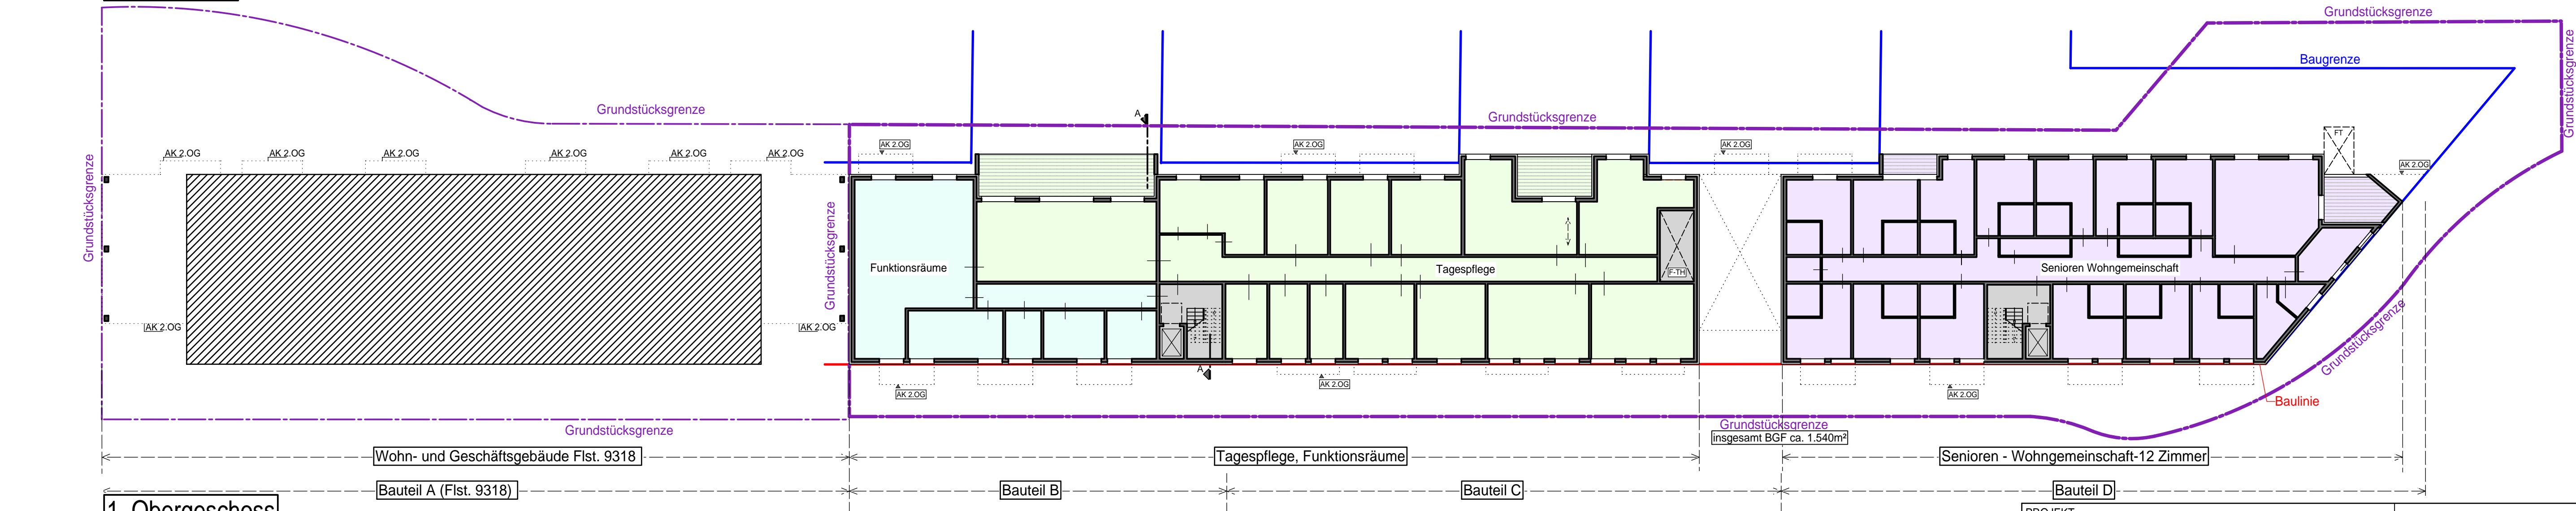 Grundstücksgrenze
Baugrenze
Grundstücksgrenze
Grundstücksgrenze
Grundstücksgrenze
A
FT
AK 2.OG
AK 2.OG
AK 2.OG
AK 2.OG
AK 2.OG
AK 2.OG
AK 2.OG
AK 2.OG
AK 2.OG
AK 2.OG
Grundstücksgrenze
Grundstücksgrenze
Funktionsräume
Tagespflege
F-TH
Senioren Wohngemeinschaft
AK 2.OG
AK 2.OG
A
AK 2.OG
AK 2.OG
AK 2.OG
Grundstücksgrenze
Baulinie
Grundstücksgrenze
Grundstücksgrenze
insgesamt BGF ca. 1.540m²
Wohn- und Geschäftsgebäude Flst. 9318
Tagespflege, Funktionsräume
Senioren - Wohngemeinschaft-12 Zimmer
Bauteil A (Flst. 9318)
Bauteil B
Bauteil C
Bauteil D
1. Obergeschoss
PROJEKT